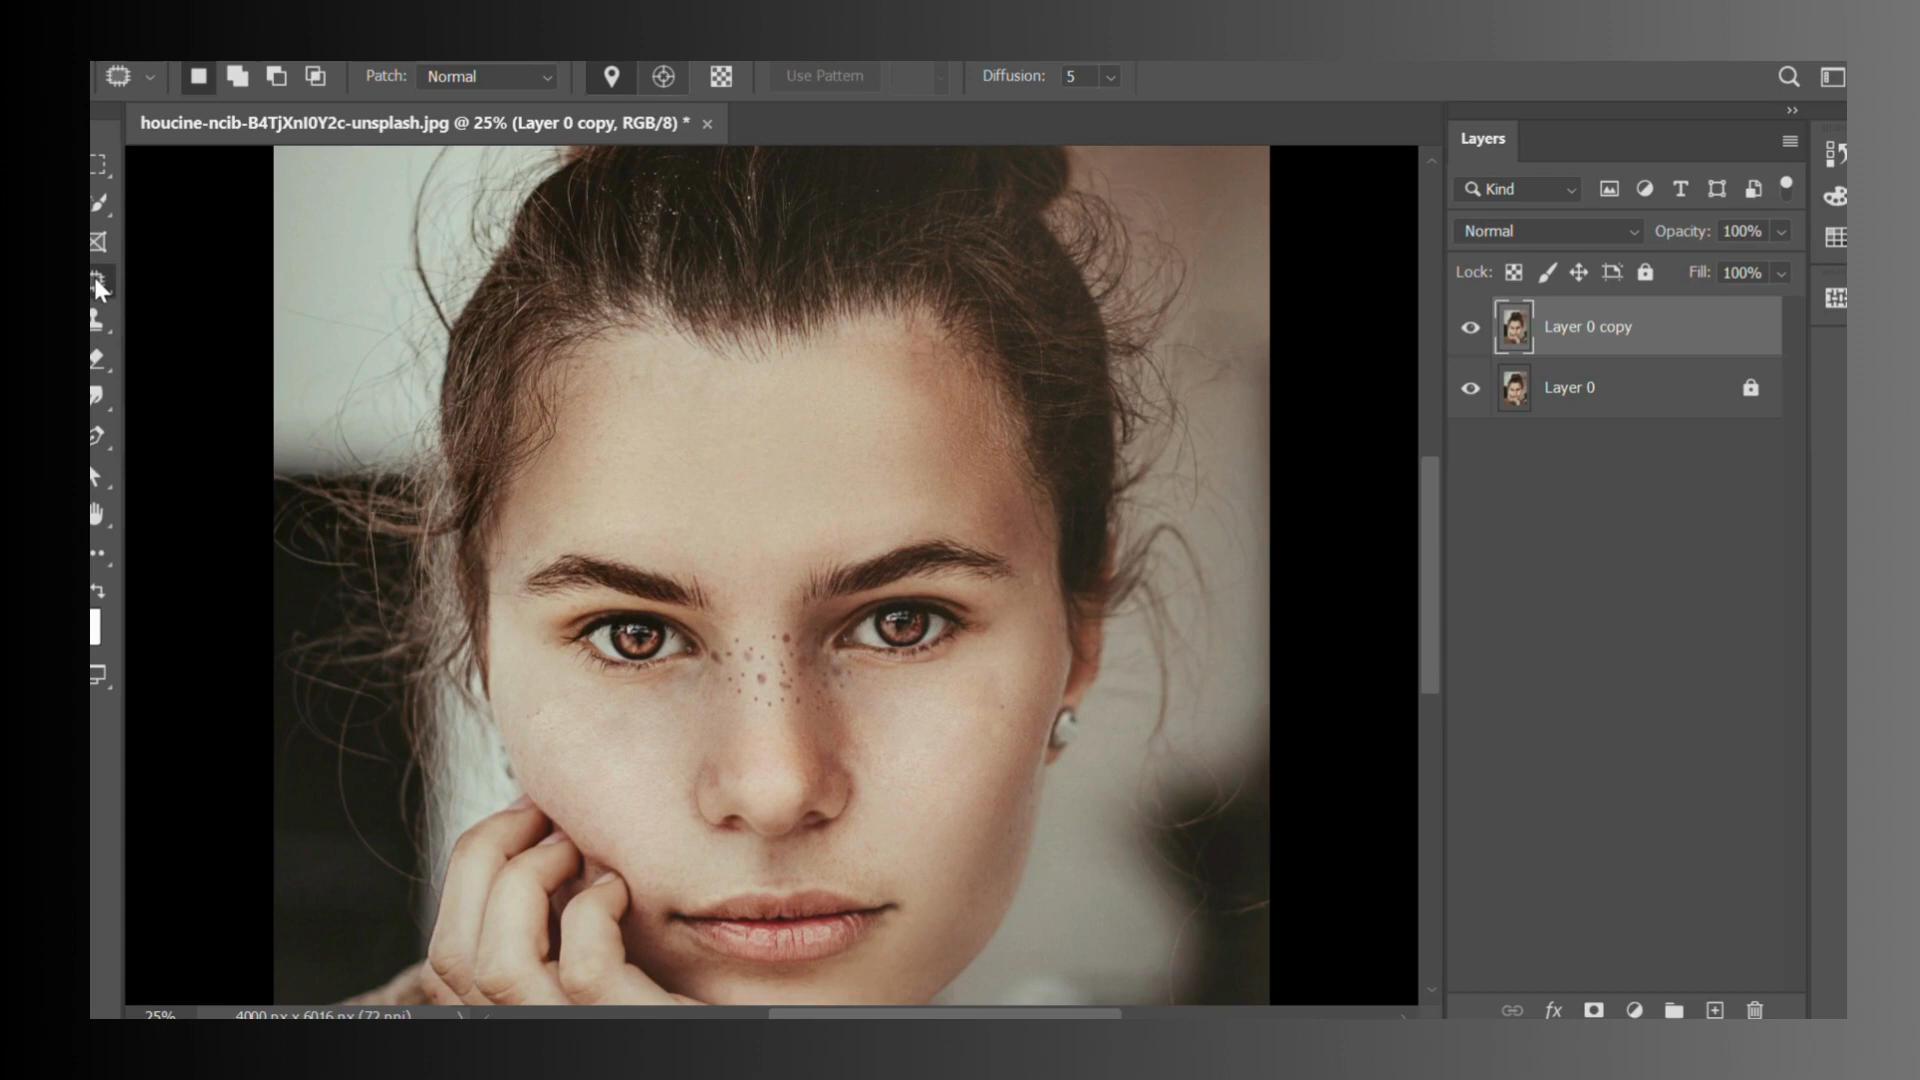 Patch: Normal Use Pattern Diffusion: 5
houcine-ncib-B4TjXnI0Y2c-unsplash.jpg @ 25% (Layer 0 copy, RGB/8) * ×
Layers
Kind
Normal Opacity: 100%
Lock: Fill: 100%
Layer 0 copy
Layer 0
fx
25% 4000 px x 6016 px (72 ppi)